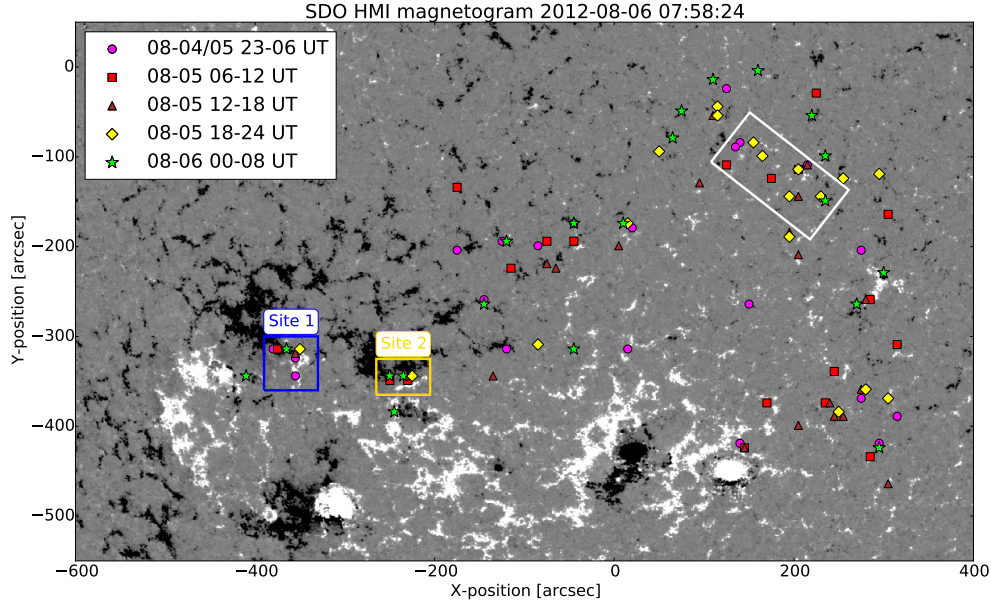 SDO HMI magnetogram 2012-08-06 07:58:24
08-04/05 23-06 UT
08-05 06-12 UT
08-05 12-18 UT
08-05 18-24 UT
08-06 00-08 UT
Site 1
Site 2
Y-position [arcsec]
0
−100
−200
−300
−400
−500
−600
−400
−200
0
200
400
X-position [arcsec]